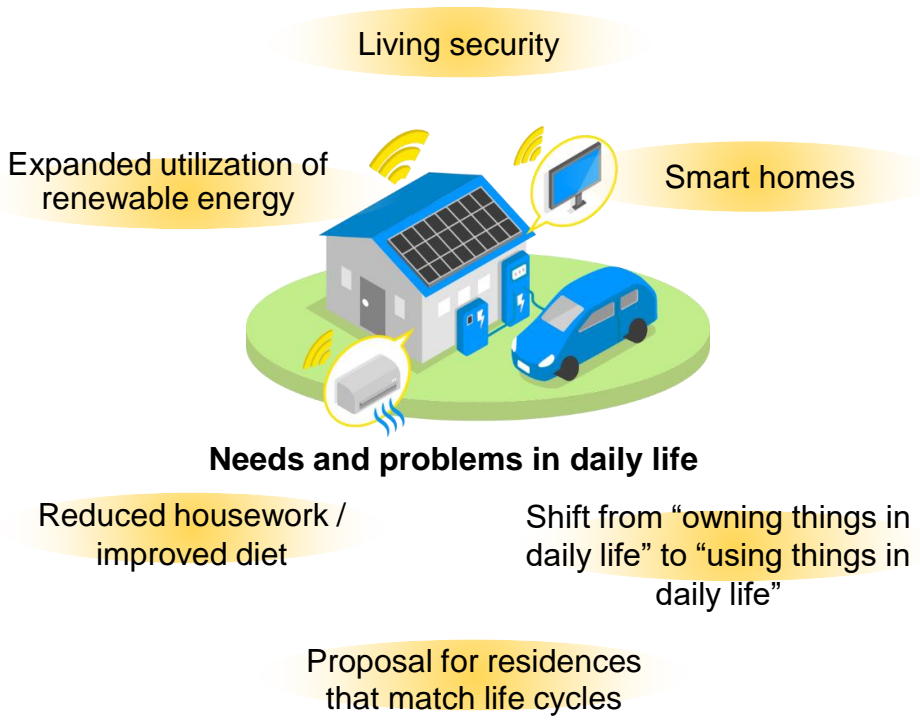 Living security
Expanded utilization of
renewable energy
Smart homes
Needs and problems in daily life
Reduced housework /
improved diet
Shift from “owning things in
daily life” to “using things in
daily life”
Proposal for residences
that match life cycles